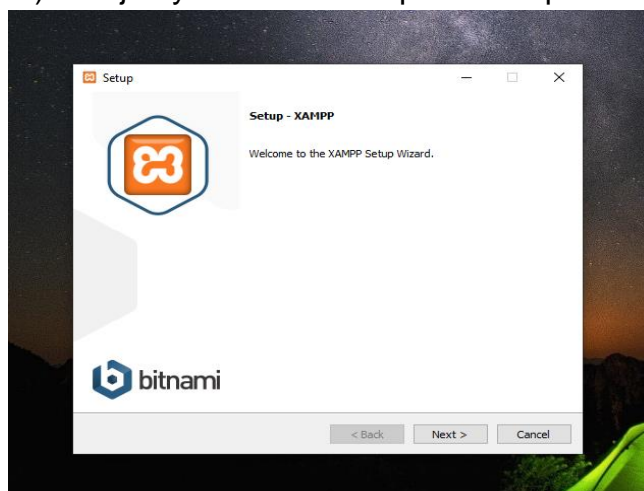 Setup
Setup - XAMPP
Welcome to the XAMPP Setup Wizard.
bitnami
< Back
Next >
Cancel